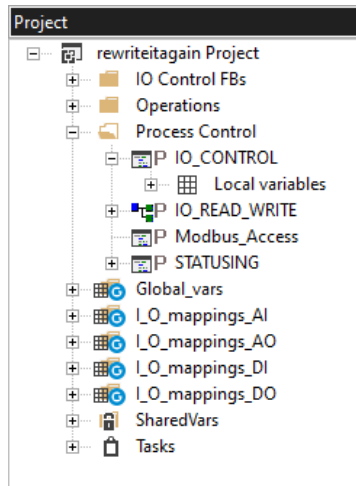 Project
rewriteitagain Project
IO Control FBs
Operations
Process Control
P IO_CONTROL
Local variables
P IO_READ_WRITE
P Modbus_Access
P STATUSING
G Global_vars
G I_O_mappings_AI
G I_O_mappings_AO
G I_O_mappings_DI
G I_O_mappings_DO
SharedVars
Tasks